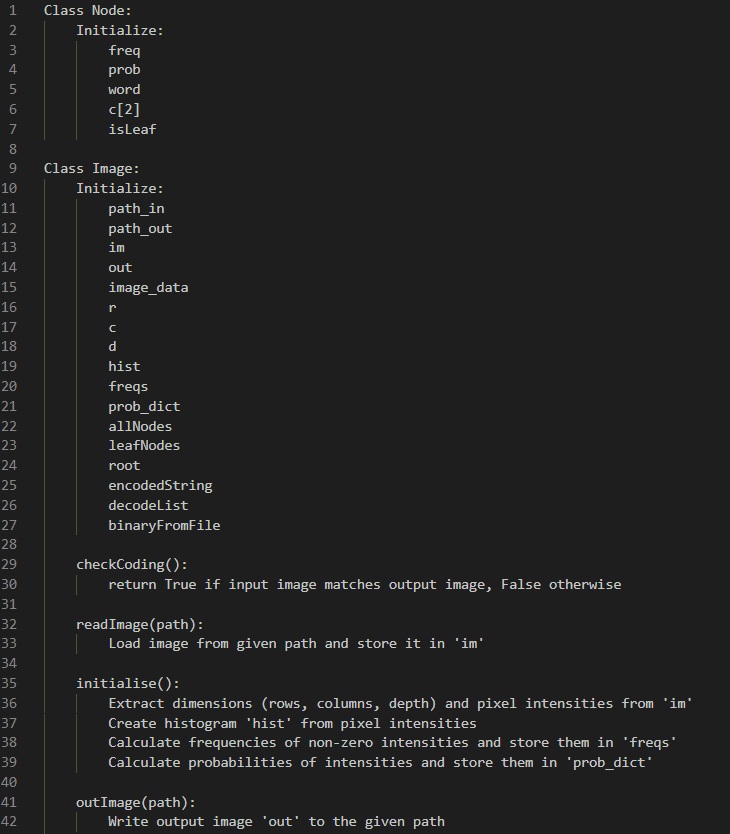 1 Class Node:
2 Initialize:
3 freq
4 prob
5 word
6 c[2]
7 isLeaf
8
9 Class Image:
10 Initialize:
11 path_in
12 path_out
13 im
14 out
15 image_data
16 r
17 c
18 d
19 hist
20 freqs
21 prob_dict
22 allNodes
23 leafNodes
24 root
25 encodedString
26 decodeList
27 binaryFromFile
28
29 checkCoding():
30 return True if input image matches output image, False otherwise
31
32 readImage(path):
33 Load image from given path and store it in 'im'
34
35 initialise():
36 Extract dimensions (rows, columns, depth) and pixel intensities from 'im'
37 Create histogram 'hist' from pixel intensities
38 Calculate frequencies of non-zero intensities and store them in 'freqs'
39 Calculate probabilities of intensities and store them in 'prob_dict'
40
41 outImage(path):
42 Write output image 'out' to the given path